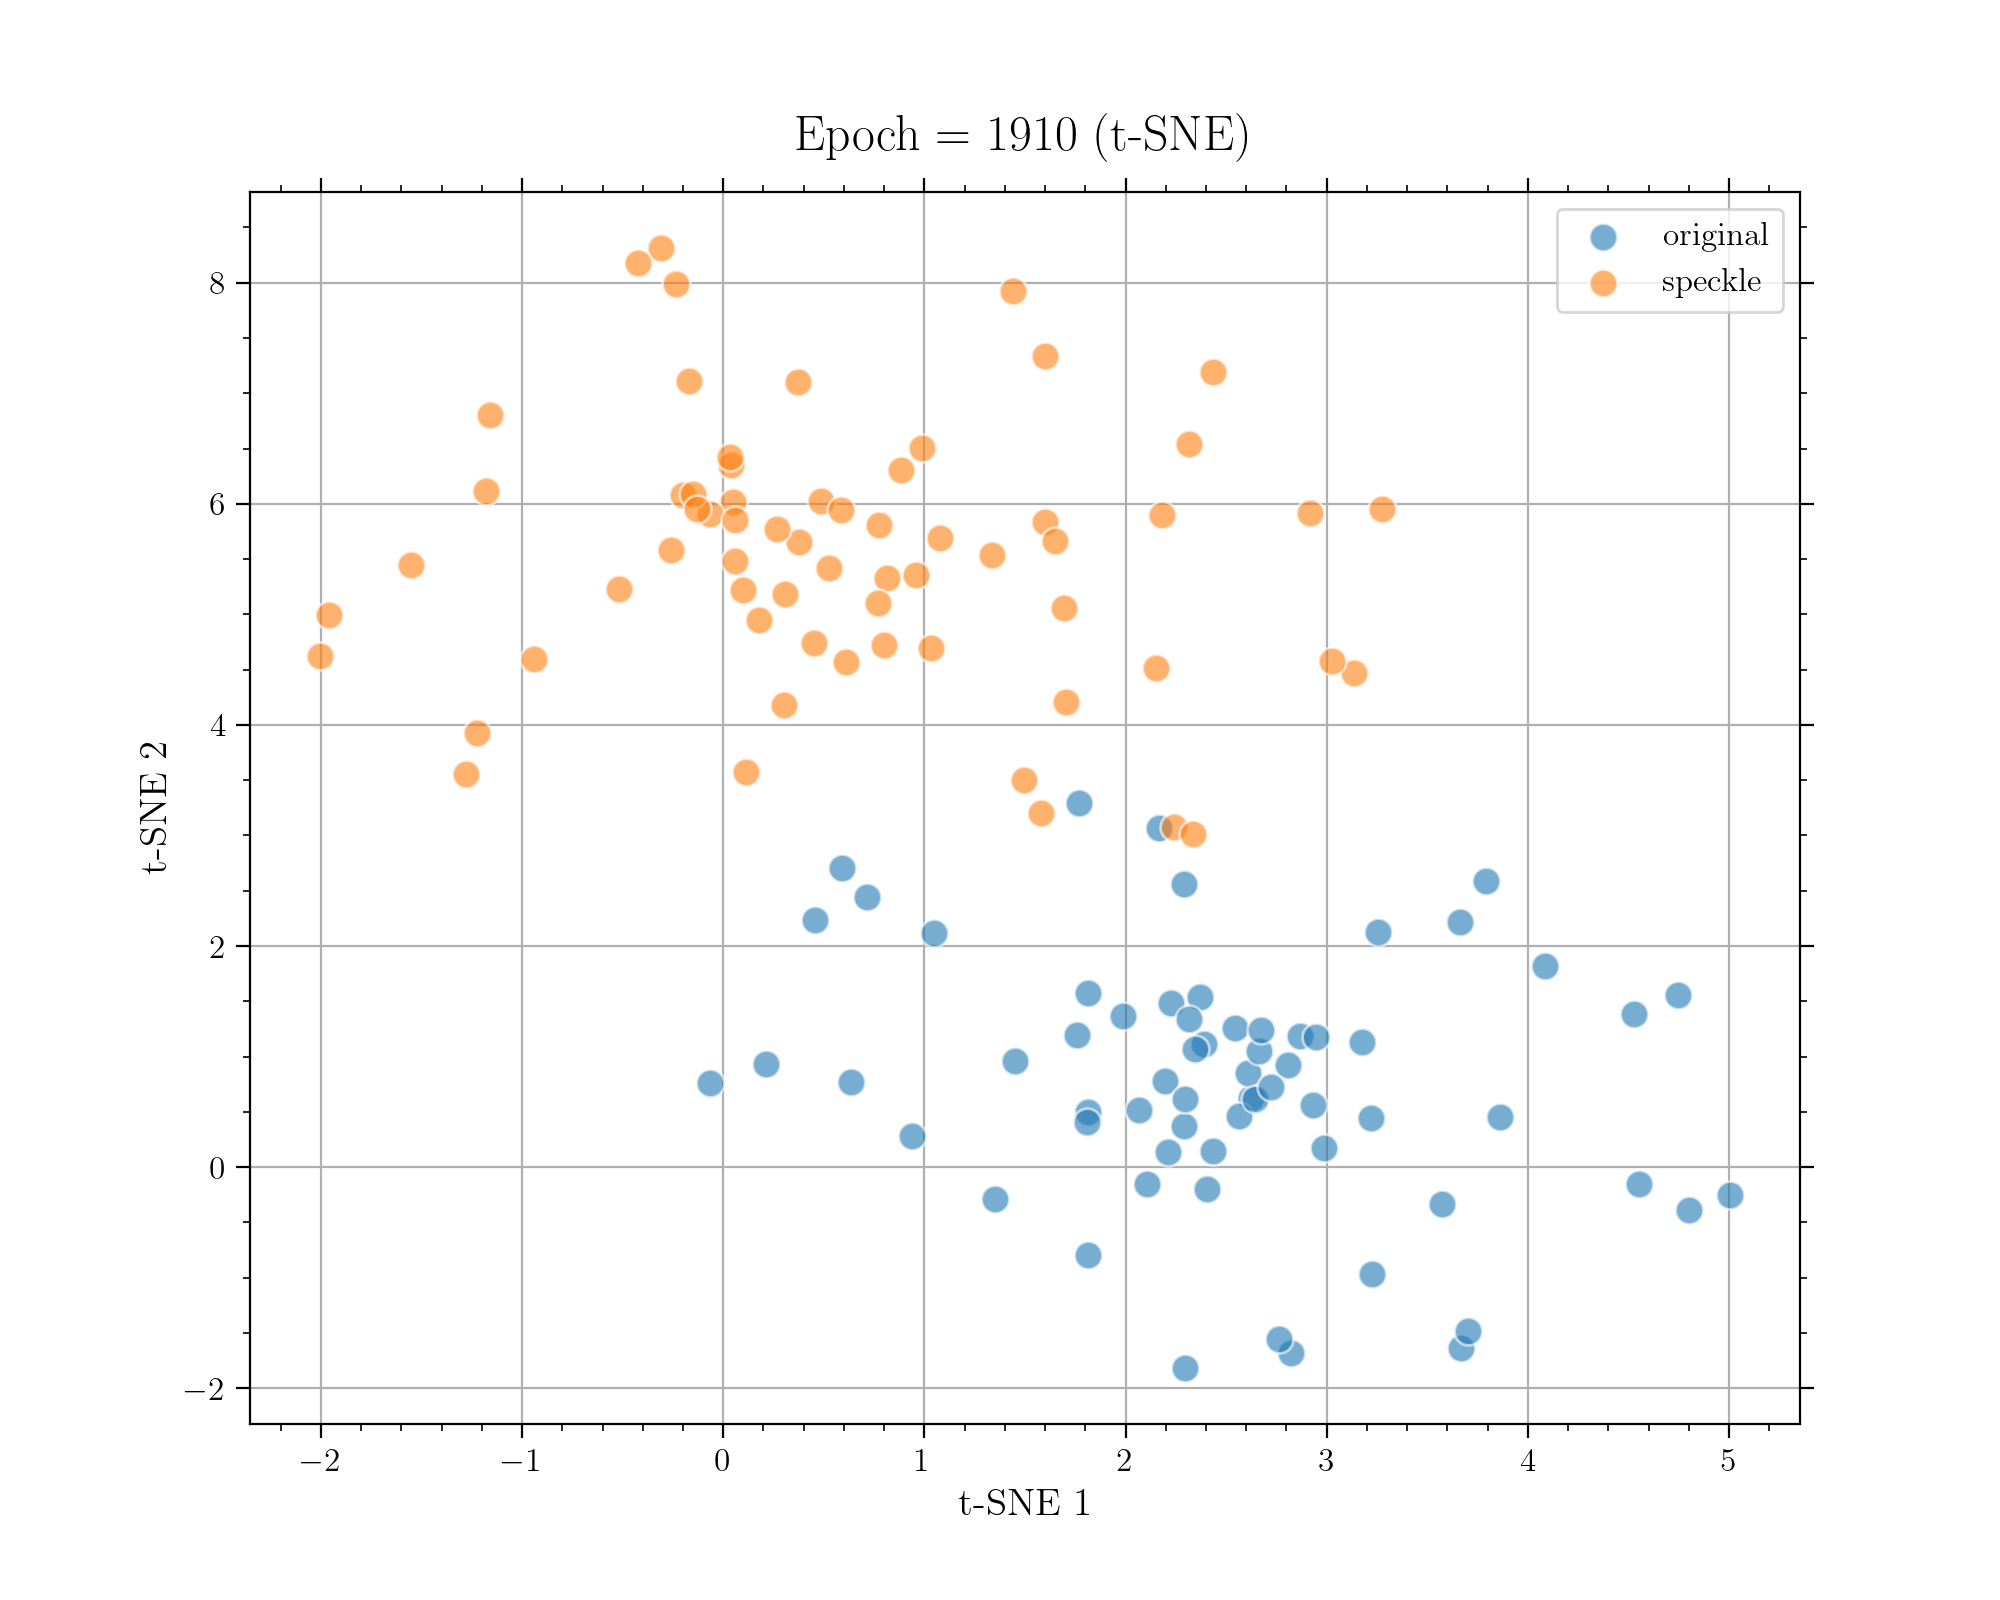 Epoch = 1910 (t-SNE)
original
speckle
8
6
4
2
0
−2
t-SNE 2
−2 −1 0 1 2 3 4 5
t-SNE 1